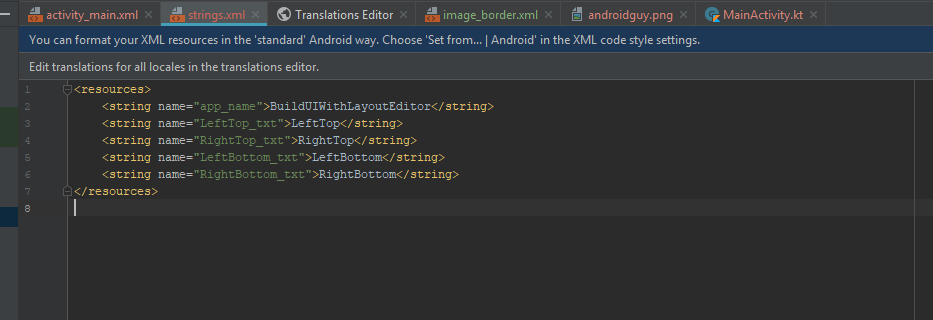 activity_main.xml strings.xml Translations Editor image_border.xml androidguy.png MainActivity.kt
You can format your XML resources in the 'standard' Android way. Choose 'Set from... | Android' in the XML code style settings.
Edit translations for all locales in the translations editor.
1 <resources>
2 <string name="app_name">BuildUIWithLayoutEditor</string>
3 <string name="LeftTop_txt">LeftTop</string>
4 <string name="RightTop_txt">RightTop</string>
5 <string name="LeftBottom_txt">LeftBottom</string>
6 <string name="RightBottom_txt">RightBottom</string>
7 </resources>
8